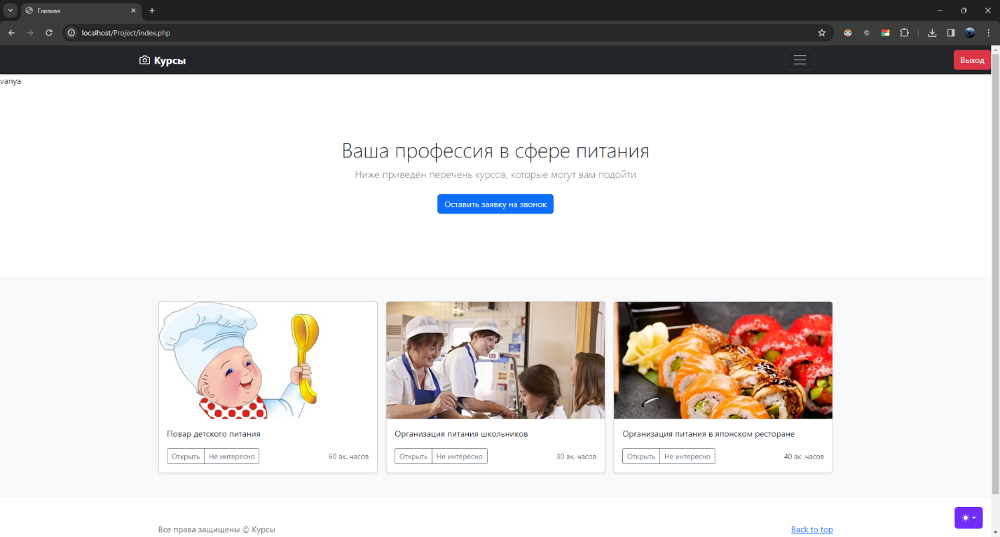 Главная
localhost/Project/index.php
Курсы
Выход
vanya
Ваша профессия в сфере питания
Ниже приведён перечень курсов, которые могут вам подойти
Оставить заявку на звонок
Повар детского питания
Открыть Не интересно 60 ак. часов
Организация питания школьников
Открыть Не интересно 30 ак. часов
Организация питания в японском ресторане
Открыть Не интересно 40 ак .часов
Все права защищены © Курсы
Back to top